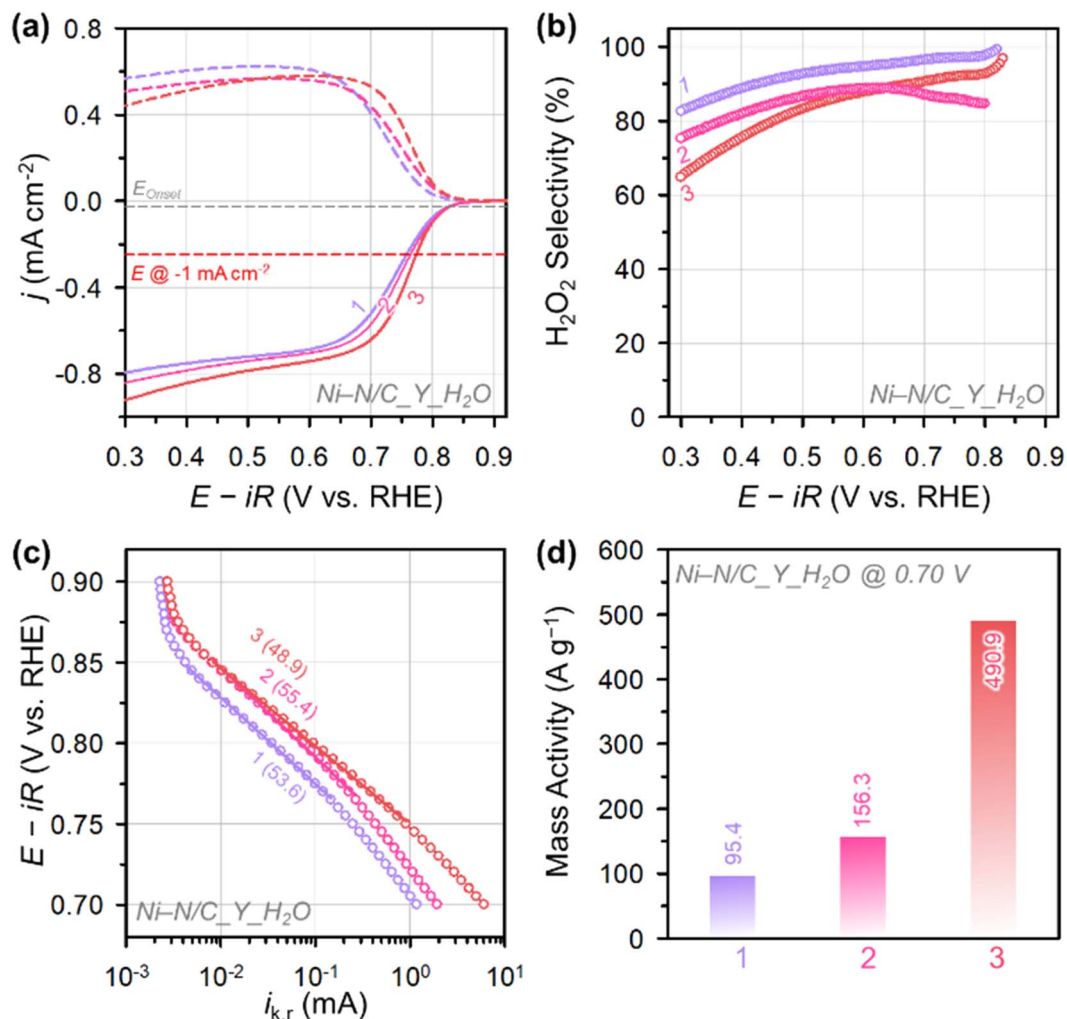 (a)
0.8
0.4
0.0
-0.4
-0.8
j (mA cm⁻²)
E_Onset
E @ -1 mA cm⁻²
1
2
3
Ni–N/C_Y_H₂O
0.3 0.4 0.5 0.6 0.7 0.8 0.9
E − iR (V vs. RHE)
(b)
100
80
60
40
20
0
H₂O₂ Selectivity (%)
1
2
3
Ni–N/C_Y_H₂O
0.3 0.4 0.5 0.6 0.7 0.8 0.9
E − iR (V vs. RHE)
(c)
0.90
0.85
0.80
0.75
0.70
E − iR (V vs. RHE)
3 (48.9)
2 (55.4)
1 (53.6)
Ni–N/C_Y_H₂O
10⁻³ 10⁻² 10⁻¹ 10⁰ 10¹
i_k,r (mA)
(d)
600
500
400
300
200
100
0
Mass Activity (A g⁻¹)
Ni–N/C_Y_H₂O @ 0.70 V
95.4
156.3
490.9
1 2 3